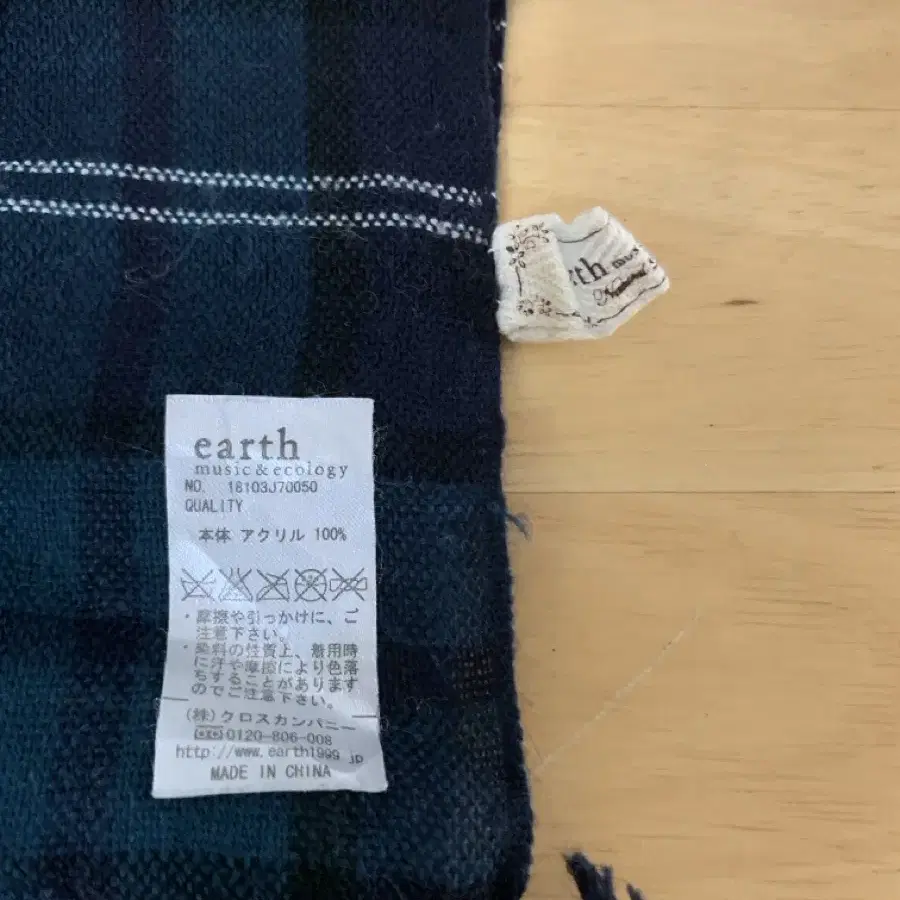 earth
music&ecology
NO. 18103J70050
QUALITY
本体 アクリル 100%
・摩擦や引っかけに、ご
注意下さい。
・染料の性質上、着用時
に汗や摩擦により色落
ちすることがあります
のでご注意下さい。
(株)クロスカンパニー
0120-806-008
http://www.earth1999.jp
MADE IN CHINA